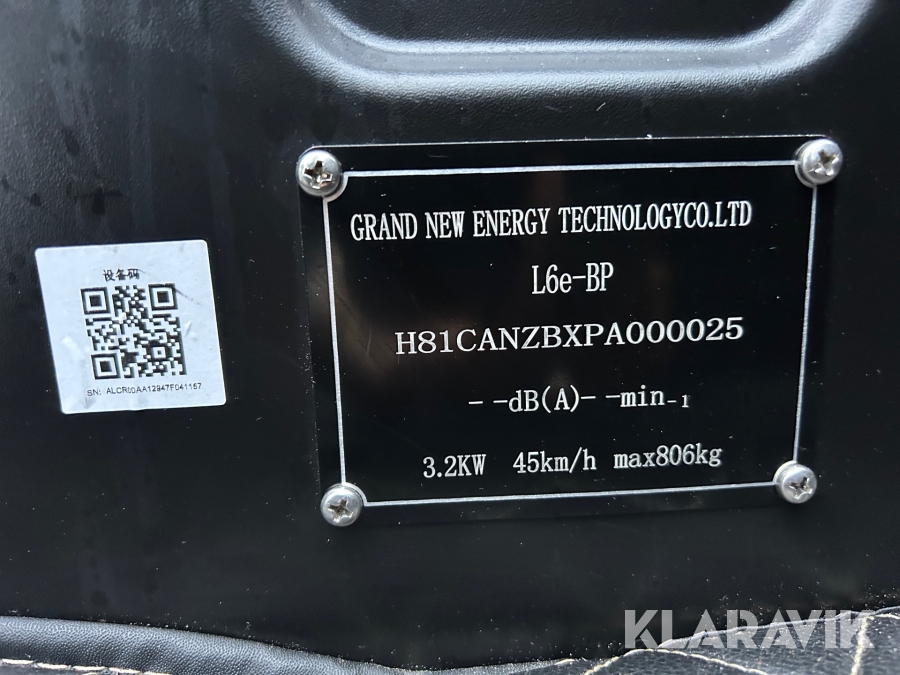 GRAND NEW ENERGY TECHNOLOGYCO.LTD
L6e-BP
H81CANZBXPA000025
--dB(A)--min-1
3.2KW 45km/h max806kg
设备码
SN:
KLARAVIK